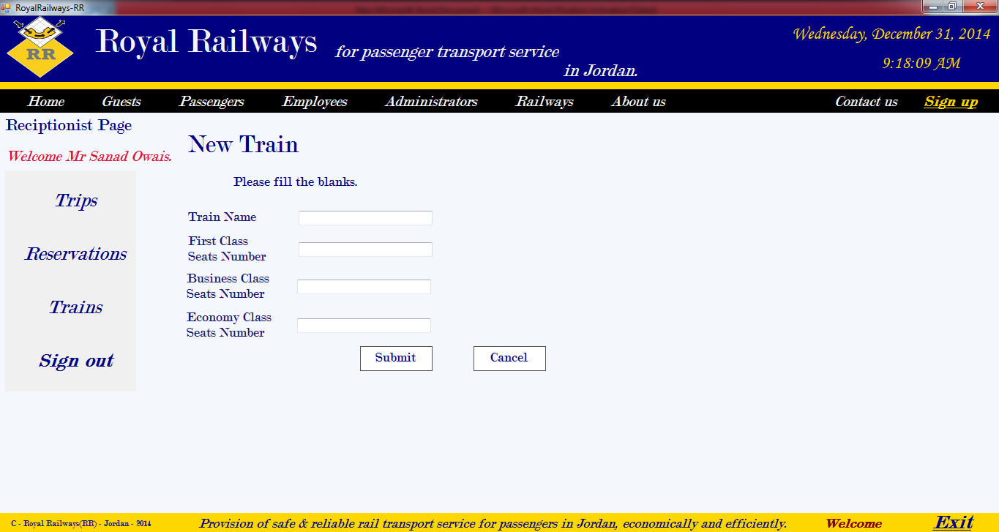 RoyalRailways-RR
RR
Royal Railways
for passenger transport service
in Jordan.
Wednesday, December 31, 2014
9:18:09 AM
Home Guests Passengers Employees Administrators Railways About us Contact us Sign up
Reciptionist Page
Welcome Mr Sanad Owais.
Trips
Reservations
Trains
Sign out
New Train
Please fill the blanks.
Train Name
First Class
Seats Number
Business Class
Seats Number
Economy Class
Seats Number
Submit Cancel
C - Royal Railways(RR) - Jordan - 2014
Provision of safe & reliable rail transport service for passengers in Jordan, economically and efficiently.
Welcome
Exit